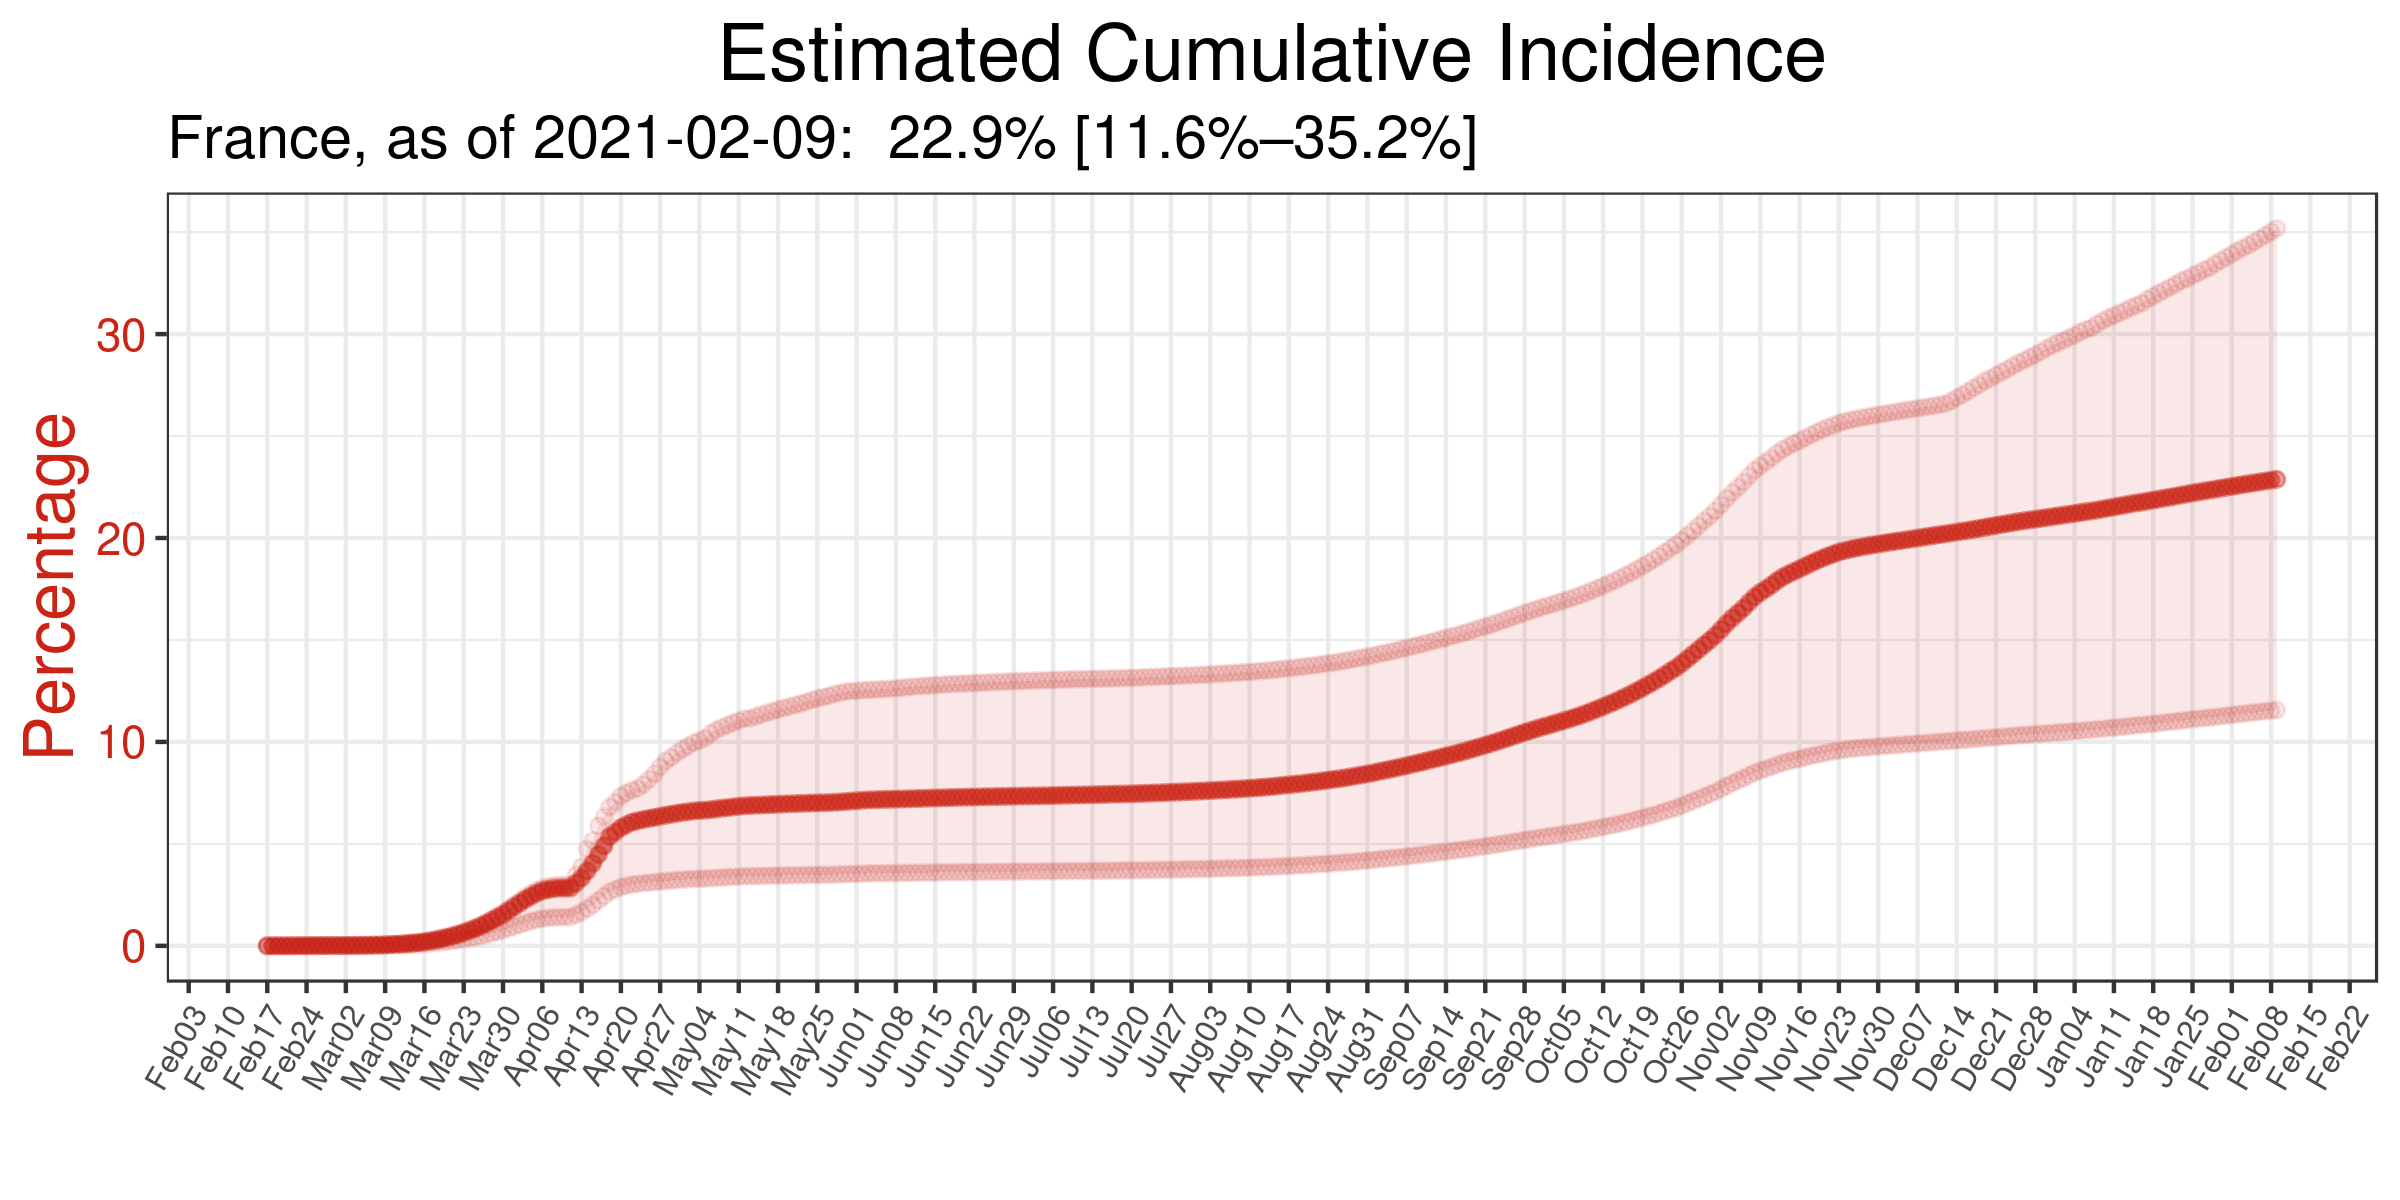 Estimated Cumulative Incidence
France, as of 2021-02-09:  22.9% [11.6%–35.2%]
Percentage
30
20
10
0
Feb03
Feb10
Feb17
Feb24
Mar02
Mar09
Mar16
Mar23
Mar30
Apr06
Apr13
Apr20
Apr27
May04
May11
May18
May25
Jun01
Jun08
Jun15
Jun22
Jun29
Jul06
Jul13
Jul20
Jul27
Aug03
Aug10
Aug17
Aug24
Aug31
Sep07
Sep14
Sep21
Sep28
Oct05
Oct12
Oct19
Oct26
Nov02
Nov09
Nov16
Nov23
Nov30
Dec07
Dec14
Dec21
Dec28
Jan04
Jan11
Jan18
Jan25
Feb01
Feb08
Feb15
Feb22